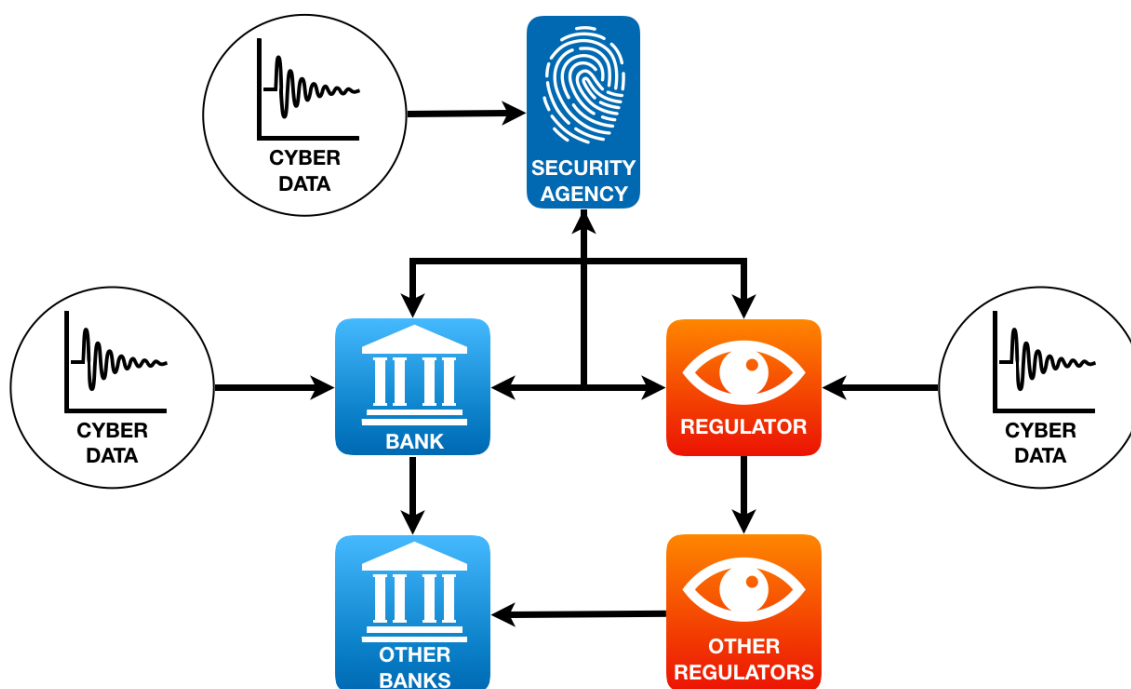 CYBER
DATA
SECURITY
AGENCY
CYBER
DATA
BANK
REGULATOR
CYBER
DATA
OTHER
BANKS
OTHER
REGULATORS